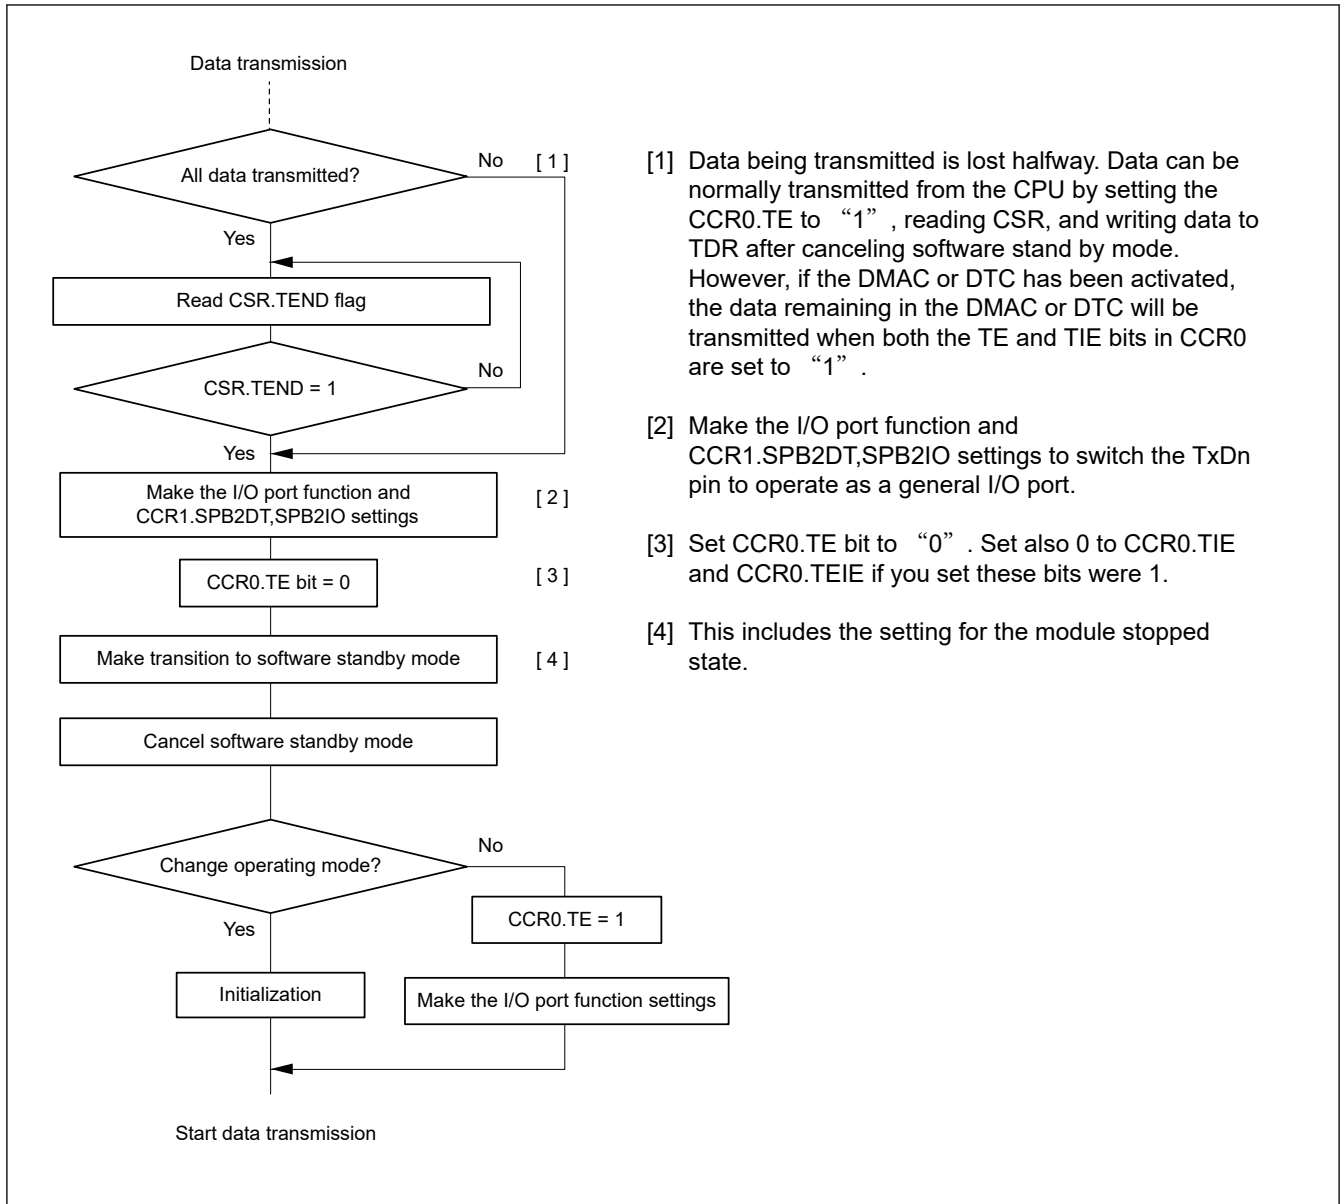 Data transmission
All data transmitted?
No [ 1 ]
Yes
Read CSR.TEND flag
CSR.TEND = 1
No
Yes
Make the I/O port function and
CCR1.SPB2DT,SPB2IO settings
[ 2 ]
CCR0.TE bit = 0
[ 3 ]
Make transition to software standby mode
[ 4 ]
Cancel software standby mode
Change operating mode?
No
Yes
CCR0.TE = 1
Initialization
Make the I/O port function settings
Start data transmission
[1] Data being transmitted is lost halfway. Data can be
normally transmitted from the CPU by setting the
CCR0.TE to “1”, reading CSR, and writing data to
TDR after canceling software stand by mode.
However, if the DMAC or DTC has been activated,
the data remaining in the DMAC or DTC will be
transmitted when both the TE and TIE bits in CCR0
are set to “1”.
[2] Make the I/O port function and
CCR1.SPB2DT,SPB2IO settings to switch the TxDn
pin to operate as a general I/O port.
[3] Set CCR0.TE bit to “0”. Set also 0 to CCR0.TIE
and CCR0.TEIE if you set these bits were 1.
[4] This includes the setting for the module stopped
state.